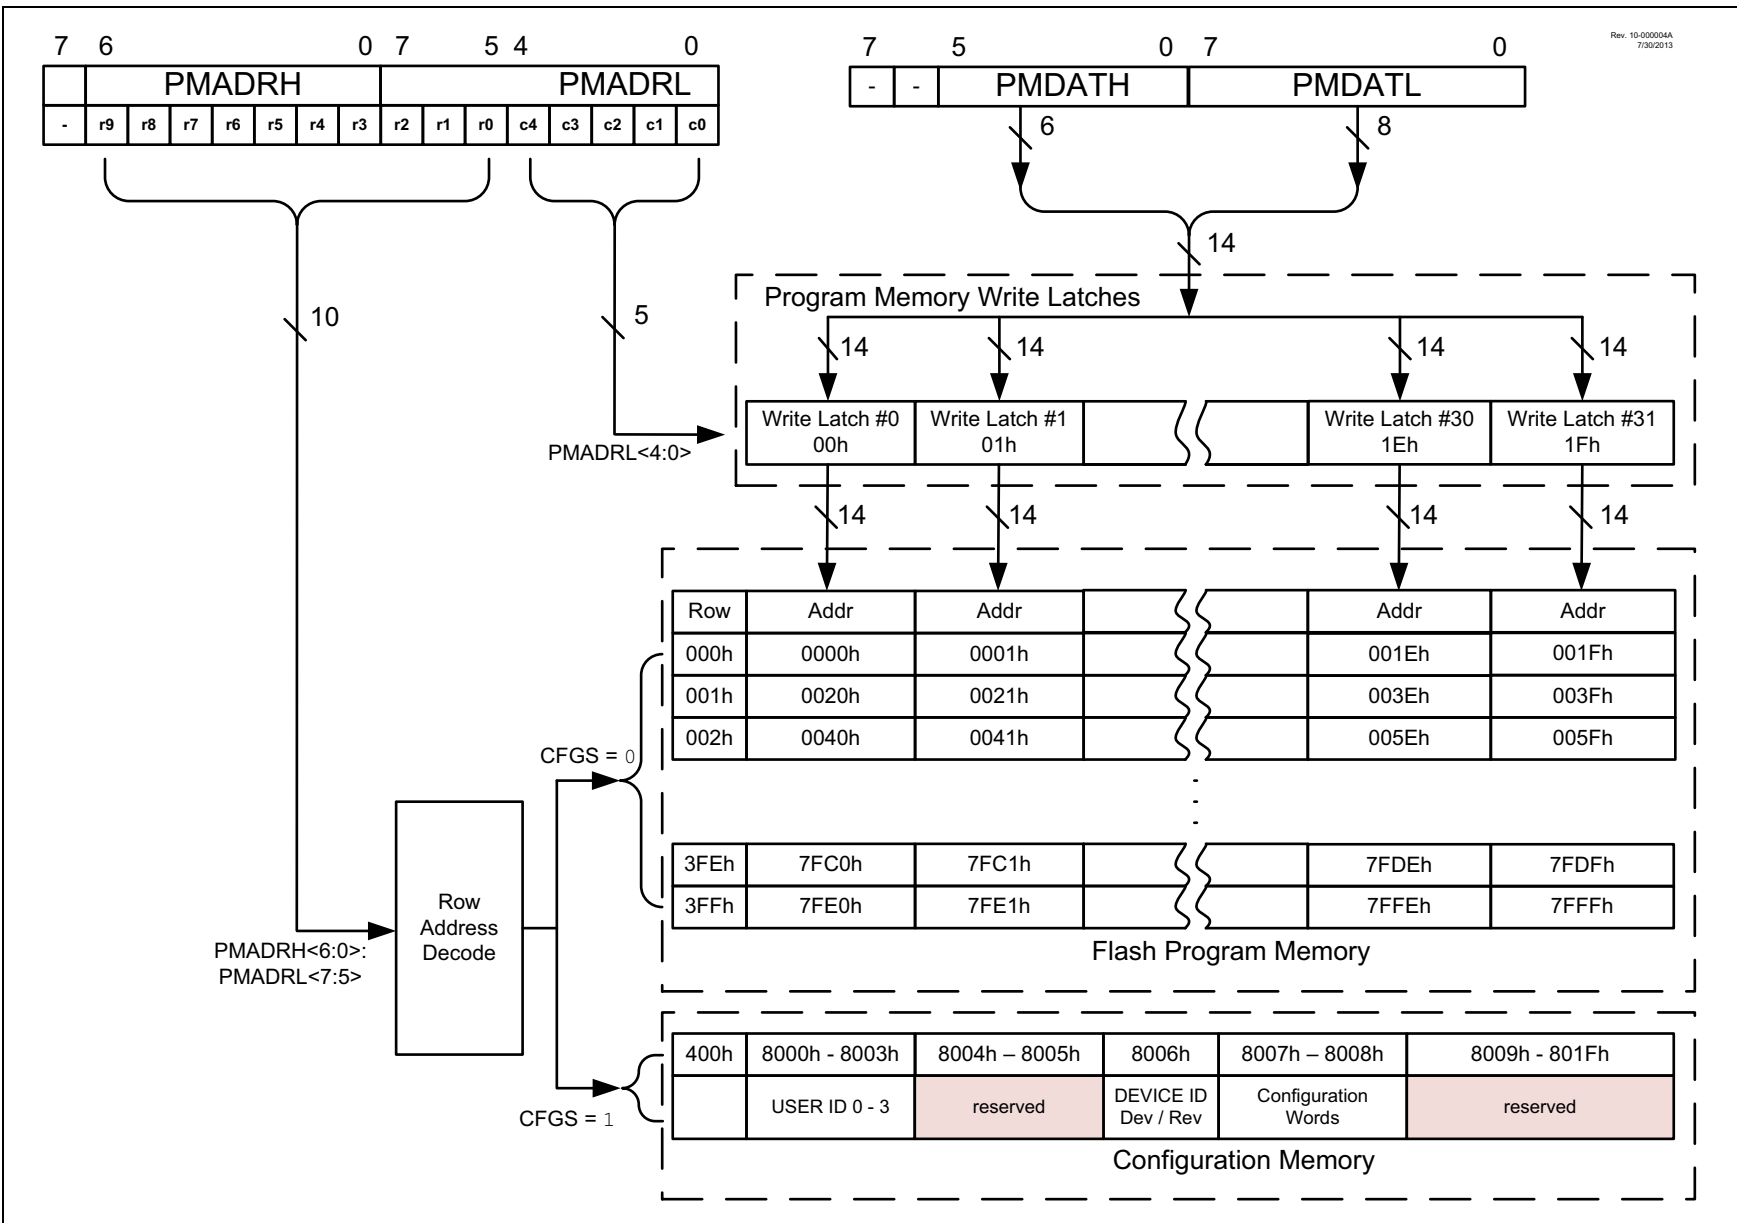 Rev. 10-000004A
7/30/2013
7 6 0 7 5 4 0
PMADRH PMADRL
- r9 r8 r7 r6 r5 r4 r3 r2 r1 r0 c4 c3 c2 c1 c0
7 5 0 7 0
- - PMDATH PMDATL
6 8
14
10
5
Program Memory Write Latches
14 14 14 14
Write Latch #0 Write Latch #1 Write Latch #30 Write Latch #31
00h 01h 1Eh 1Fh
PMADRL<4:0>
14 14 14 14
Row Addr Addr Addr Addr
000h 0000h 0001h 001Eh 001Fh
001h 0020h 0021h 003Eh 003Fh
002h 0040h 0041h 005Eh 005Fh
CFGS = 0
3FEh 7FC0h 7FC1h 7FDEh 7FDFh
3FFh 7FE0h 7FE1h 7FFEh 7FFFh
Flash Program Memory
Row
Address
Decode
PMADRH<6:0>:
PMADRL<7:5>
400h 8000h - 8003h 8004h – 8005h 8006h 8007h – 8008h 8009h - 801Fh
USER ID 0 - 3 reserved DEVICE ID Configuration reserved
Dev / Rev Words
CFGS = 1
Configuration Memory